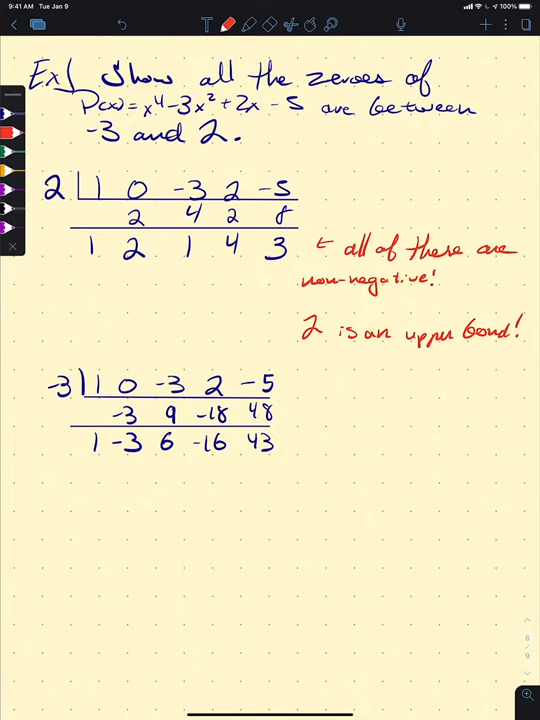 9:41 AM Tue Jan 9
100%
Ex) Show all the zeroes of
P(x) = x⁴ - 3x² + 2x - 5 are between
-3 and 2.
2 | 1 0 -3 2 -5
2 4 2 8
1 2 1 4 3
← all of these are
non-negative!
2 is an upper bond!
-3 | 1 0 -3 2 -5
-3 9 -18 48
1 -3 6 -16 43
8
/
9